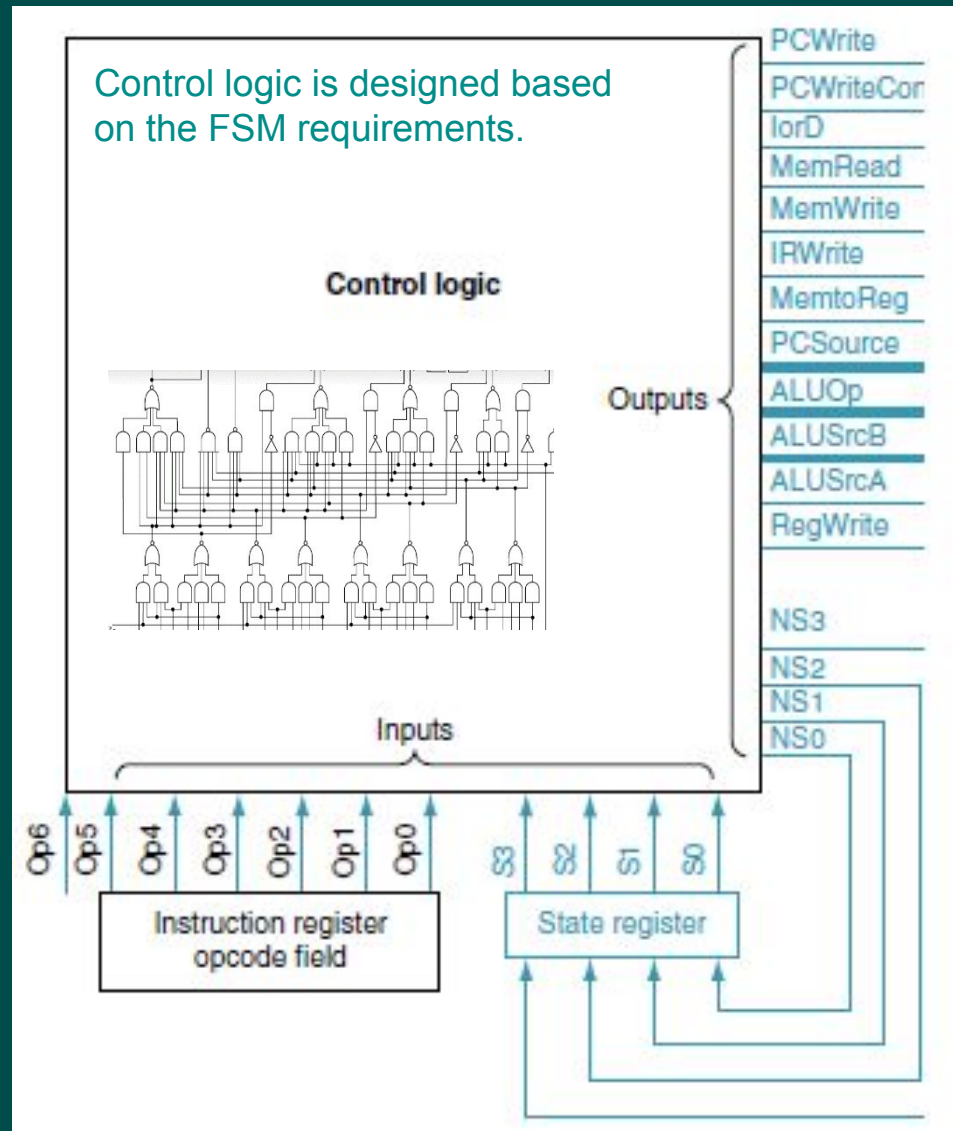 Control logic is designed based
on the FSM requirements.
Control logic
Outputs
PCWrite
PCWriteCon
IorD
MemRead
MemWrite
IRWrite
MemtoReg
PCSource
ALUOp
ALUSrcB
ALUSrcA
RegWrite
NS3
NS2
NS1
NS0
Inputs
Op6
Op5
Op4
Op3
Op2
Op1
Op0
S3
S2
S1
S0
Instruction register
opcode field
State register